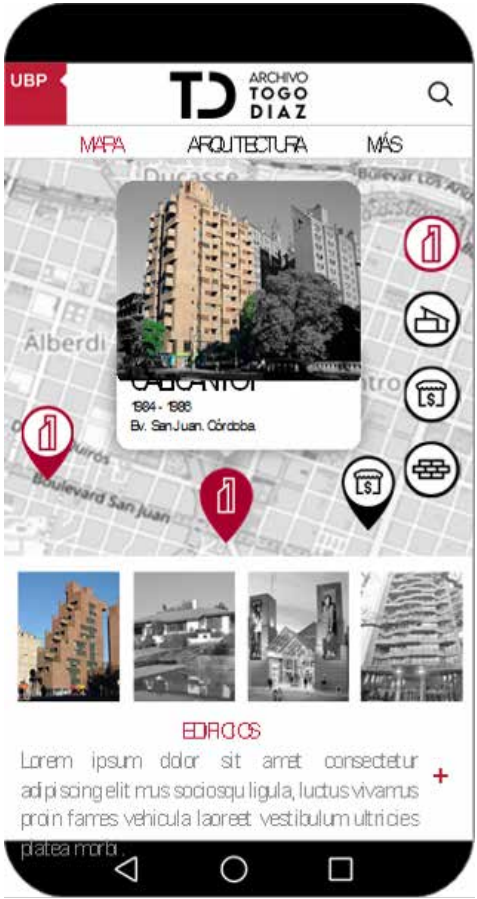 UBP
TD ARCHIVO
TOGO
DIAZ
MAPA ARQUITECTURA MÁS
Ducasse
Bulevar Los
Alberdi
Boulevard San Juan
CALICANTO I
1984 - 1986
Bv. San Juan. Córdoba.
EDIFICIOS
Lorem ipsum dolor sit amet consectetur
adipiscing elit mus sociosqu ligula, luctus vivamus
proin fames vehicula laoreet vestibulum ultricies
platea morbi .